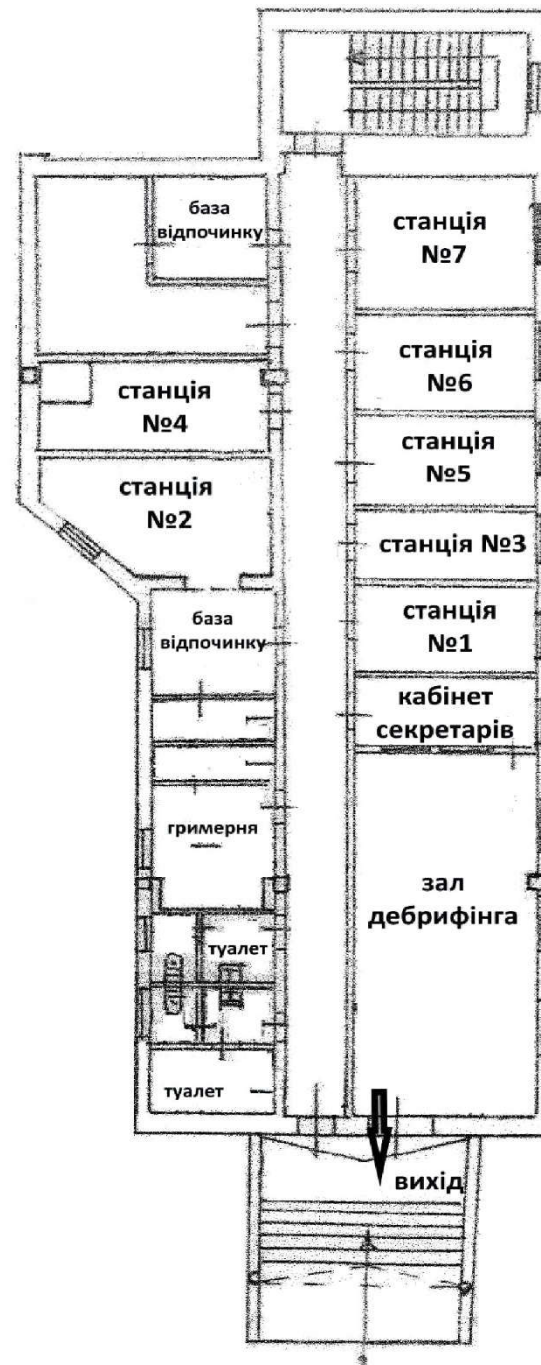 база
відпочинку
станція
№7
станція
№6
станція
№4
станція
№5
станція
№2
станція №3
база
відпочинку
станція
№1
кабінет
секретарів
гримерня
зал
дебрифінга
туалет
туалет
вихід